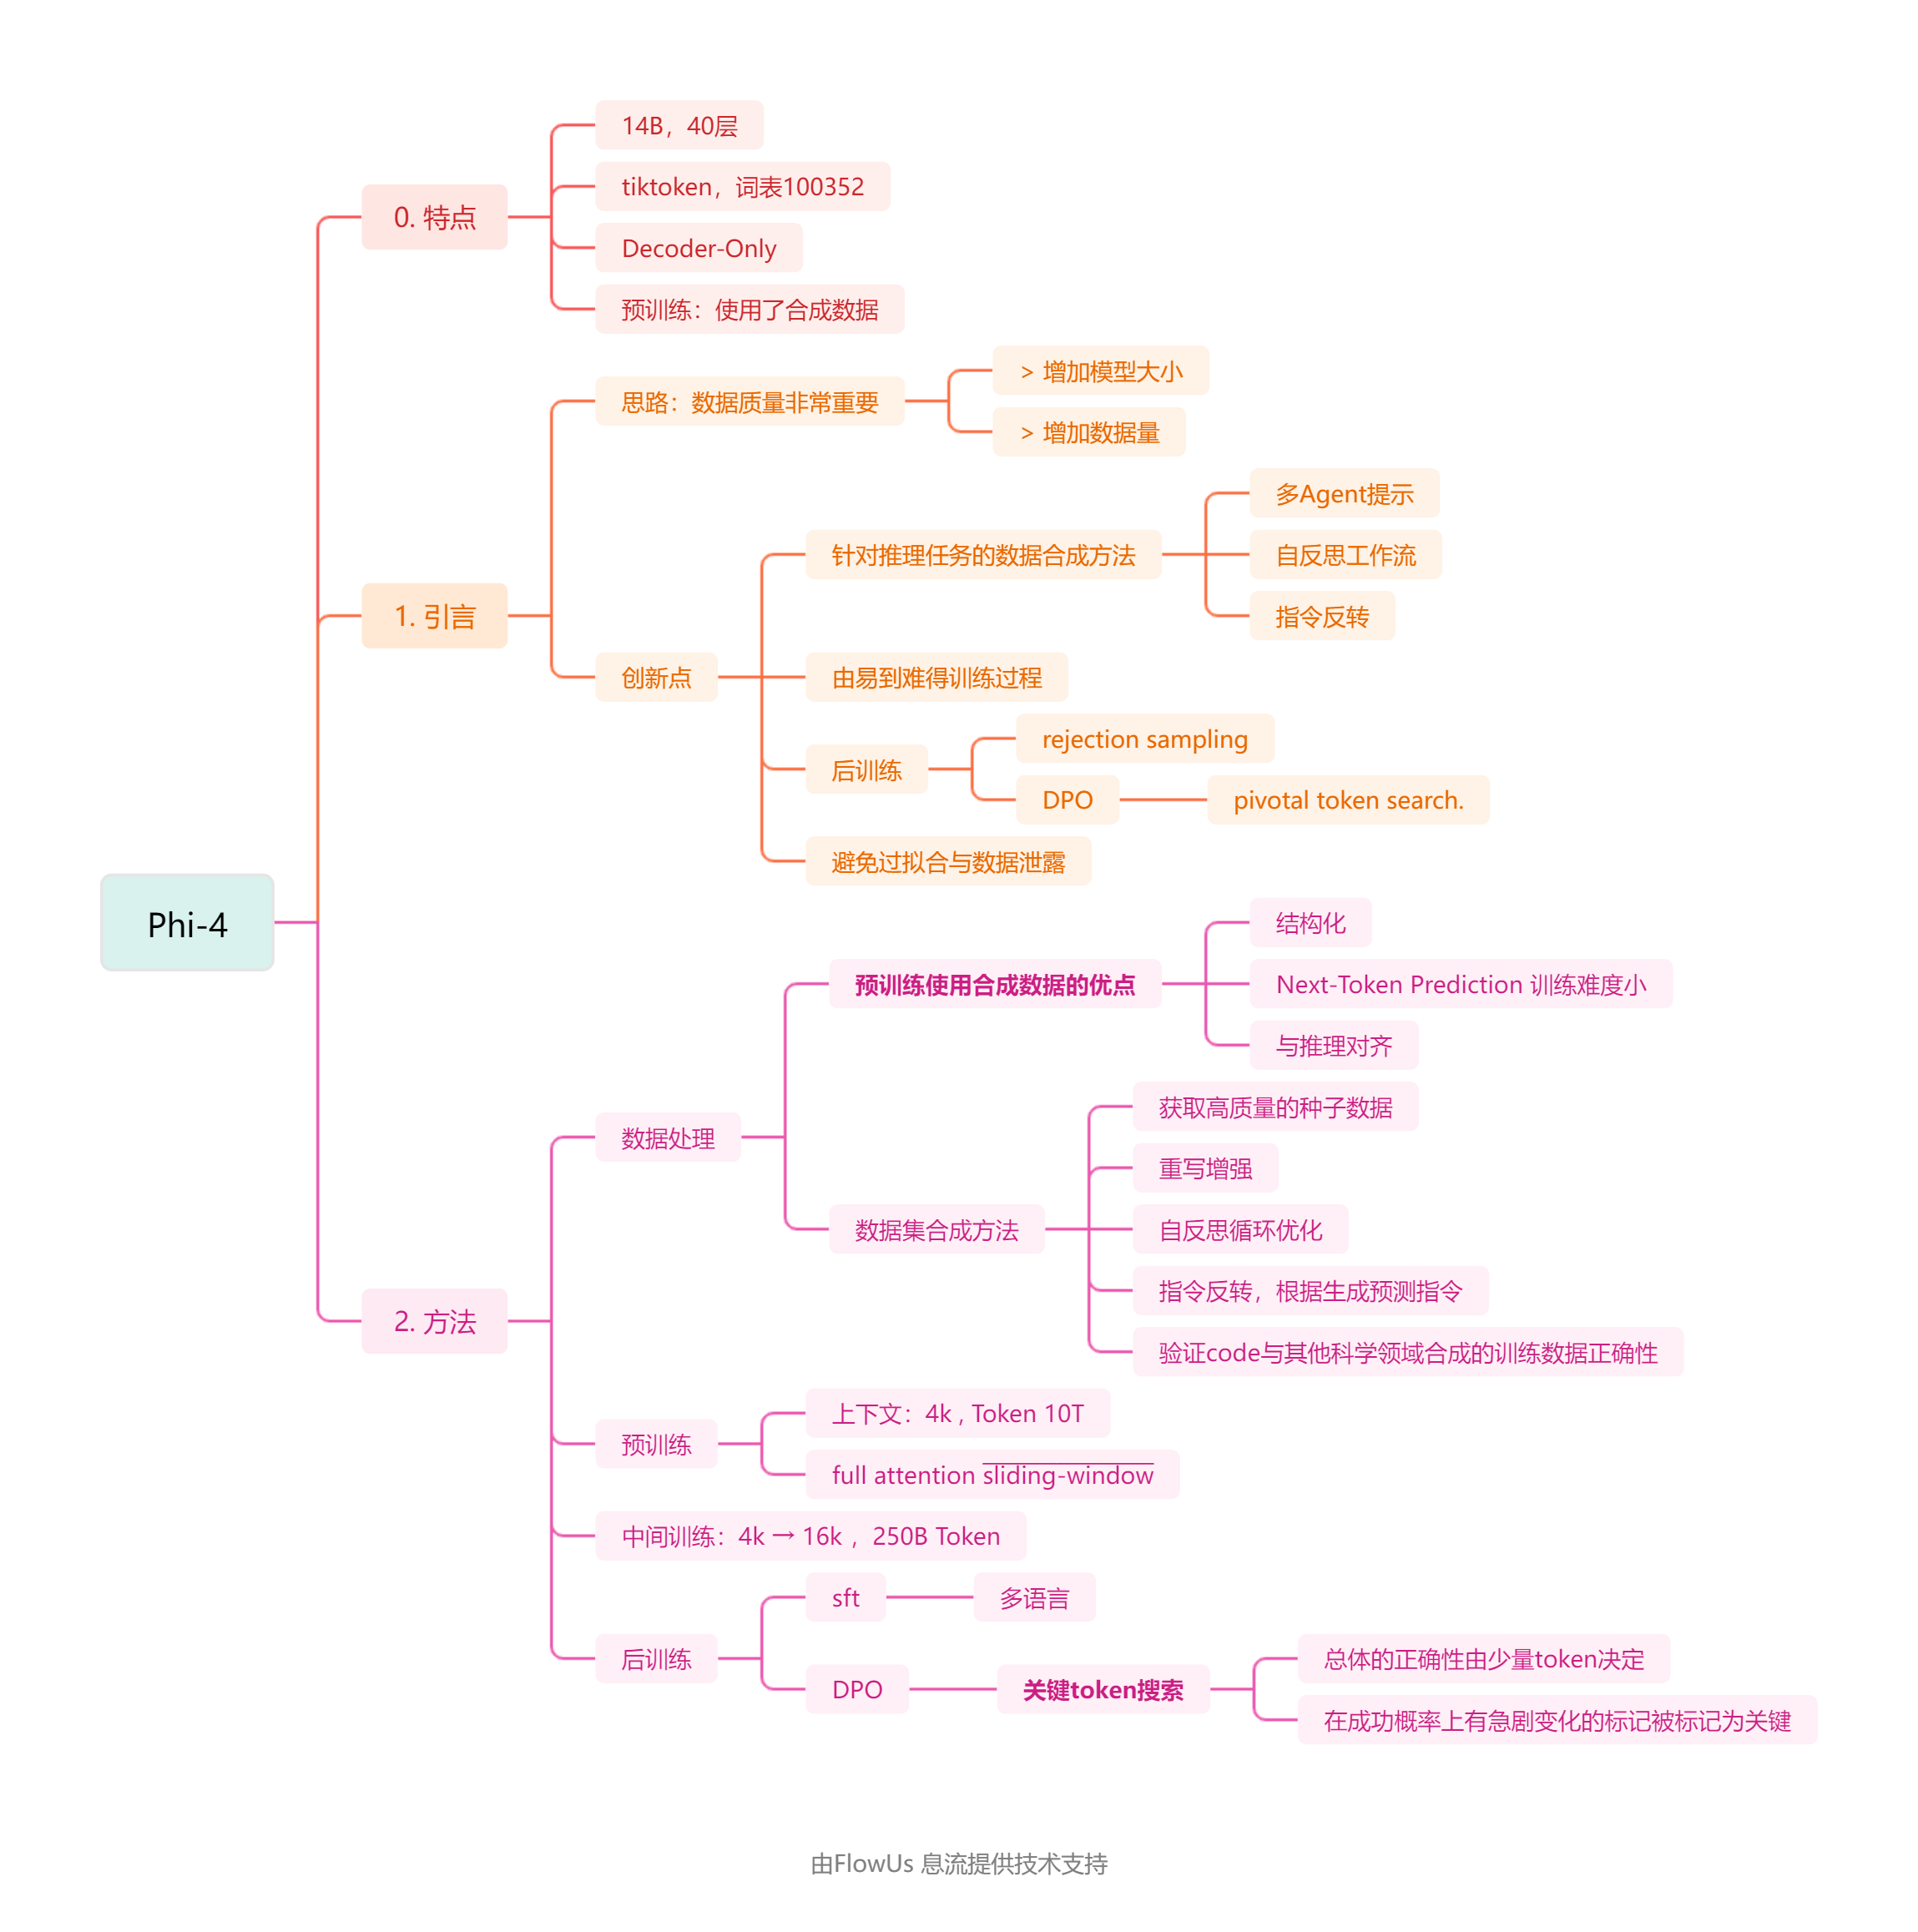 14B，40层
tiktoken，词表100352
0. 特点
Decoder-Only
预训练：使用了合成数据
> 增加模型大小
思路：数据质量非常重要
> 增加数据量
多Agent提示
针对推理任务的数据合成方法
自反思工作流
1. 引言
指令反转
创新点
由易到难得训练过程
rejection sampling
后训练
DPO
pivotal token search.
避免过拟合与数据泄露
Phi-4
结构化
预训练使用合成数据的优点
Next-Token Prediction 训练难度小
与推理对齐
获取高质量的种子数据
数据处理
重写增强
数据集合成方法
自反思循环优化
指令反转，根据生成预测指令
2. 方法
验证code与其他科学领域合成的训练数据正确性
上下文：4k , Token 10T
预训练
full attention sliding-window
中间训练：4k → 16k ，250B Token
sft
多语言
后训练
总体的正确性由少量token决定
DPO
关键token搜索
在成功概率上有急剧变化的标记被标记为关键
由FlowUs 息流提供技术支持